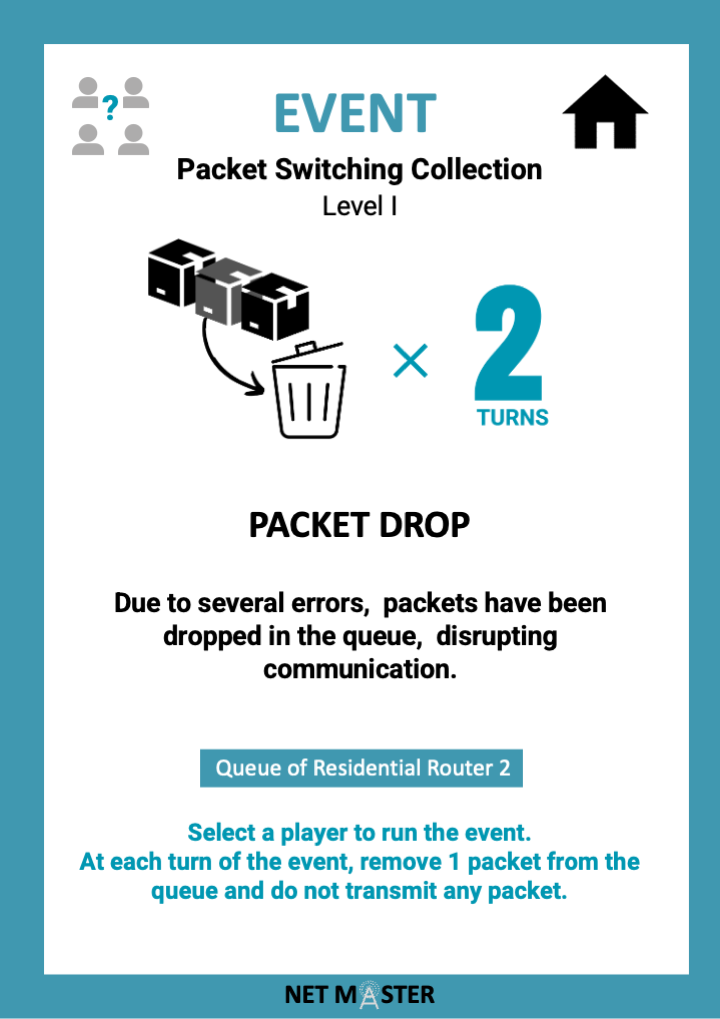 ?
EVENT
Packet Switching Collection
Level I
× 2
TURNS
PACKET DROP
Due to several errors,  packets have been
dropped in the queue,  disrupting
communication.
Queue of Residential Router 2
Select a player to run the event.
At each turn of the event, remove 1 packet from the
queue and do not transmit any packet.
NET MASTER